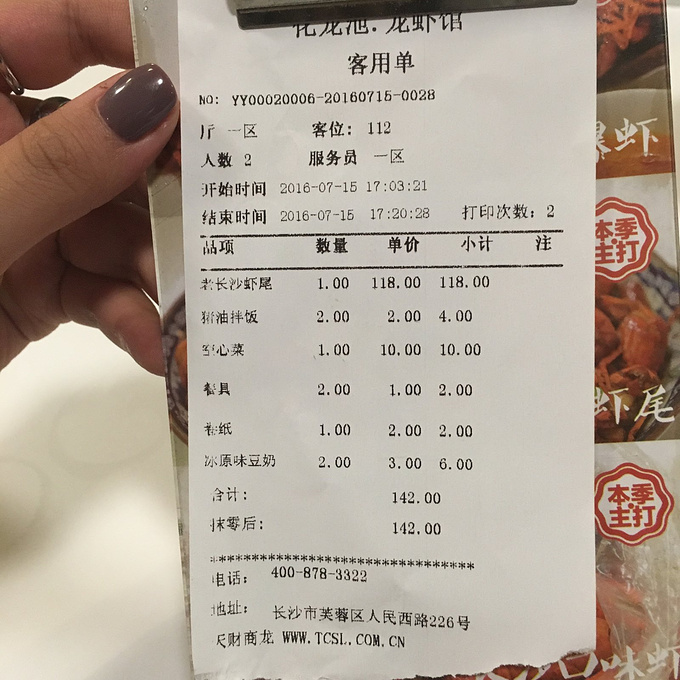 化龙池.龙虾馆
客用单
NO: YY00020006-20160715-0028
厅 一区 客位: 112
人数 2 服务员 一区
开始时间 2016-07-15 17:03:21
结束时间 2016-07-15 17:20:28 打印次数: 2
品项 数量 单价 小计 注
老长沙虾尾 1.00 118.00 118.00
猪油拌饭 2.00 2.00 4.00
空心菜 1.00 10.00 10.00
餐具 2.00 1.00 2.00
卷纸 1.00 2.00 2.00
冰原味豆奶 2.00 3.00 6.00
合计: 142.00
抹零后: 142.00
**********************************
电话: 400-878-3322
地址: 长沙市芙蓉区人民西路226号
天财商龙 WWW.TCSL.COM.CN
爆虾
本季
主打
虾尾
本季
主打
口味虾